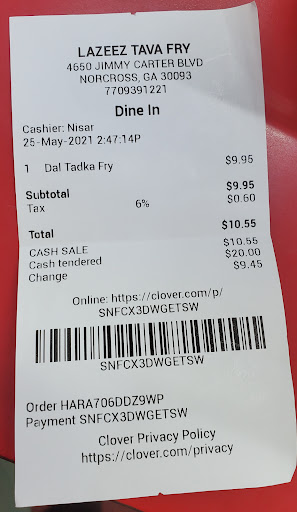 LAZEEZ TAVA FRY
4650 JIMMY CARTER BLVD
NORCROSS, GA 30093
7709391221
Dine In
Cashier: Nisar
25-May-2021 2:47:14P
1 Dal Tadka Fry $9.95
Subtotal $9.95
Tax 6% $0.60
Total $10.55
CASH SALE $10.55
Cash tendered $20.00
Change $9.45
Online: https://clover.com/p/
SNFCX3DWGETSW
SNFCX3DWGETSW
Order HARA706DDZ9WP
Payment SNFCX3DWGETSW
Clover Privacy Policy
https://clover.com/privacy